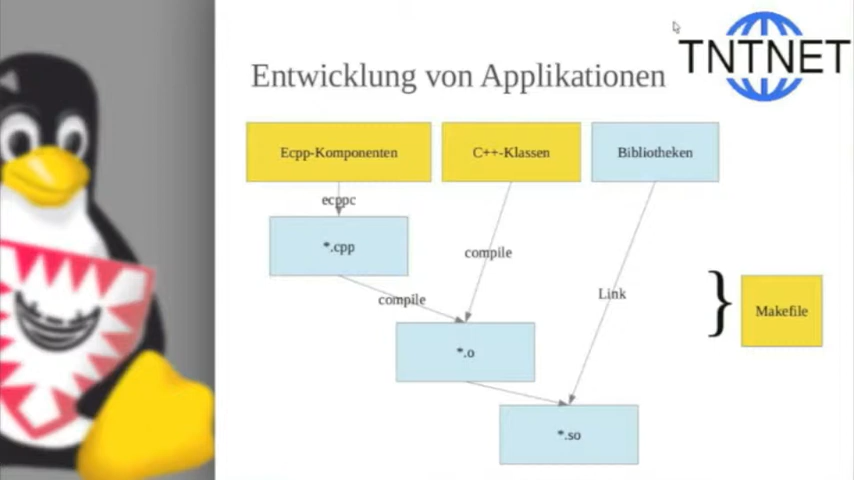 TNTNET
Entwicklung von Applikationen
Ecpp-Komponenten
C++-Klassen
Bibliotheken
ecppc
*.cpp
compile
compile
Link
}
Makefile
*.o
*.so